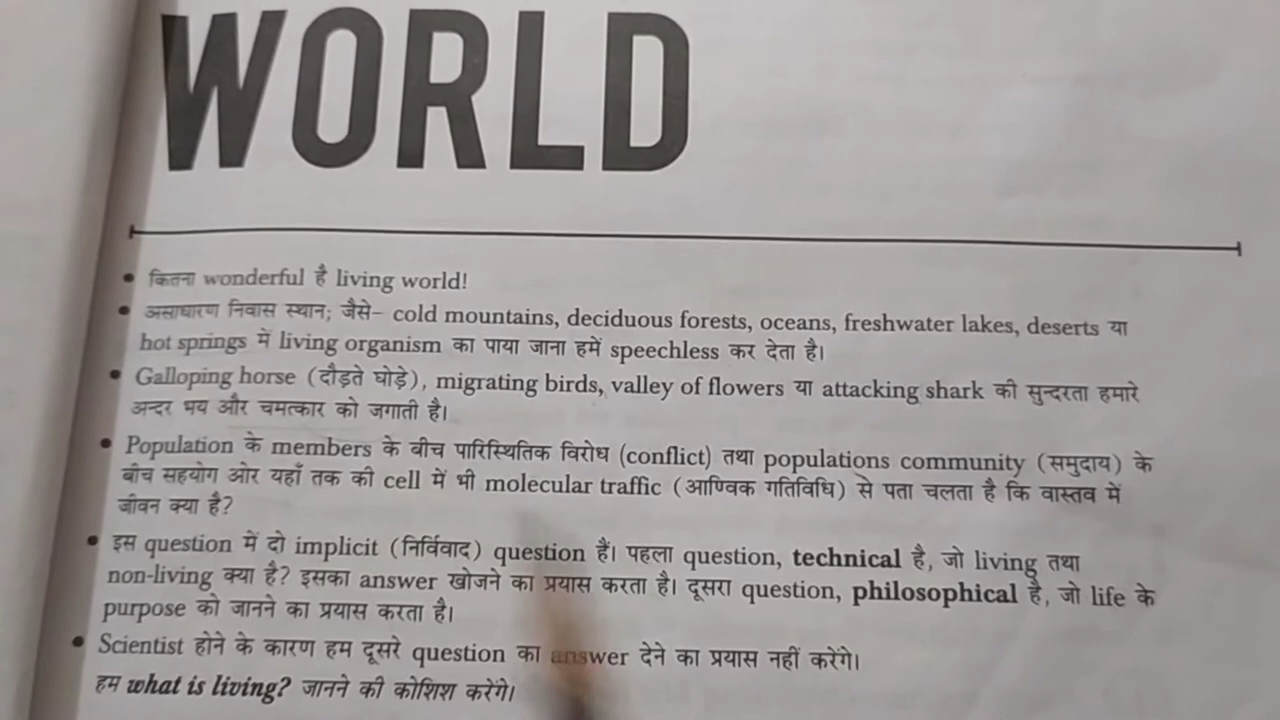 WORLD
• कितना wonderful है living world!
• असाधारण निवास स्थान; जैसे– cold mountains, deciduous forests, oceans, freshwater lakes, deserts या
hot springs में living organism का पाया जाना हमें speechless कर देता है।
• Galloping horse (दौड़ते घोड़े), migrating birds, valley of flowers या attacking shark की सुन्दरता हमारे
अन्दर भय और चमत्कार को जगाती है।
• Population के members के बीच पारिस्थितिक विरोध (conflict) तथा populations community (समुदाय) के
बीच सहयोग ओर यहाँ तक की cell में भी molecular traffic (आण्विक गतिविधि) से पता चलता है कि वास्तव में
जीवन क्या है?
• इस question में दो implicit (निर्विवाद) question हैं। पहला question, technical है, जो living तथा
non-living क्या है? इसका answer खोजने का प्रयास करता है। दूसरा question, philosophical है, जो life के
purpose को जानने का प्रयास करता है।
• Scientist होने के कारण हम दूसरे question का answer देने का प्रयास नहीं करेंगे।
हम what is living? जानने की कोशिश करेंगे।